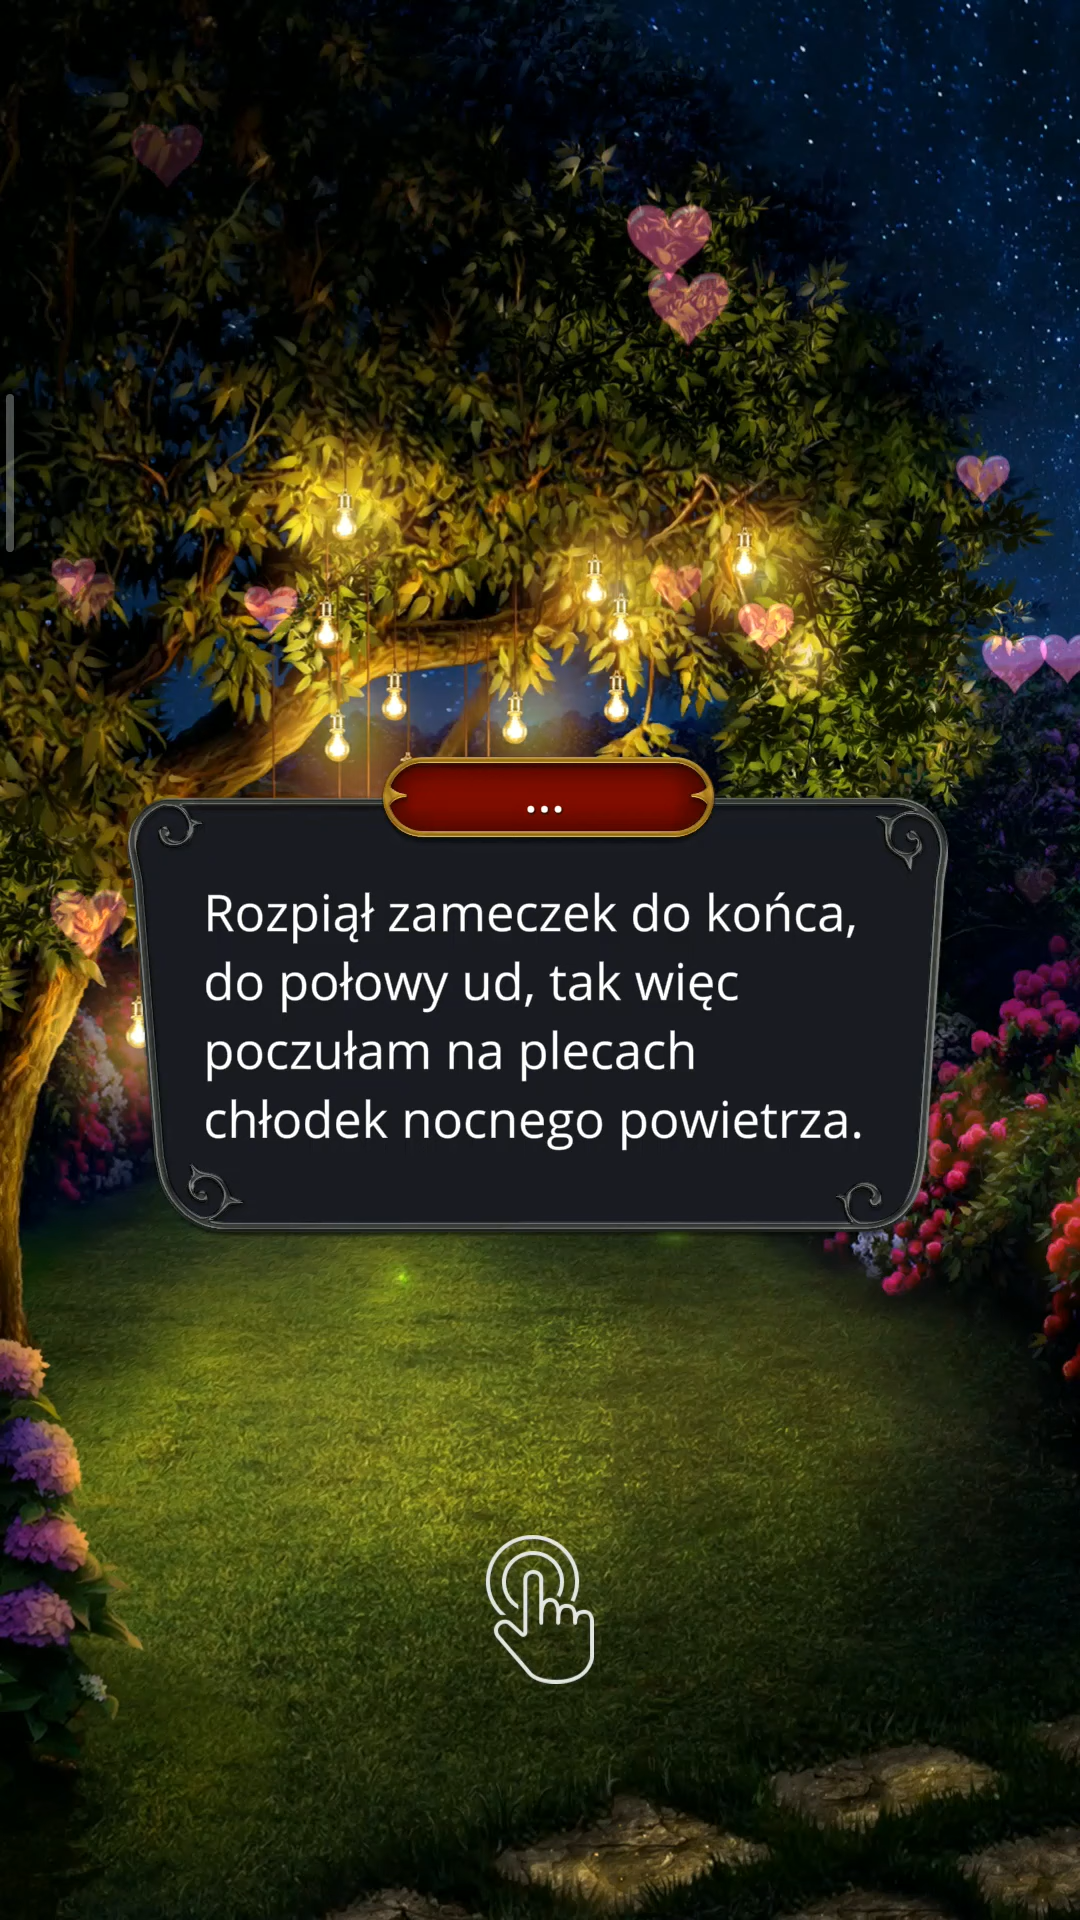 ...
Rozpiął zameczek do końca,
do połowy ud, tak więc
poczułam na plecach
chłodek nocnego powietrza.